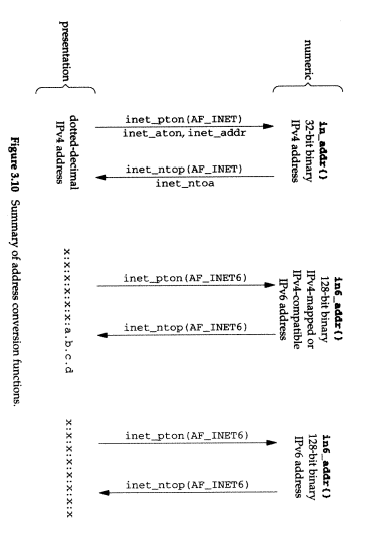 numeric
in_addr{}
32-bit binary
IPv4 address
in6_addr{}
128-bit binary
IPv4-mapped or
IPv4-compatible
IPv6 address
in6_addr{}
128-bit binary
IPv6 address
inet_pton(AF_INET)
inet_aton, inet_addr
inet_ntop(AF_INET)
inet_ntoa
inet_pton(AF_INET6)
inet_ntop(AF_INET6)
inet_pton(AF_INET6)
inet_ntop(AF_INET6)
presentation
dotted-decimal
IPv4 address
x:x:x:x:x:x:a.b.c.d
x:x:x:x:x:x:x:x
Figure 3.10 Summary of address conversion functions.